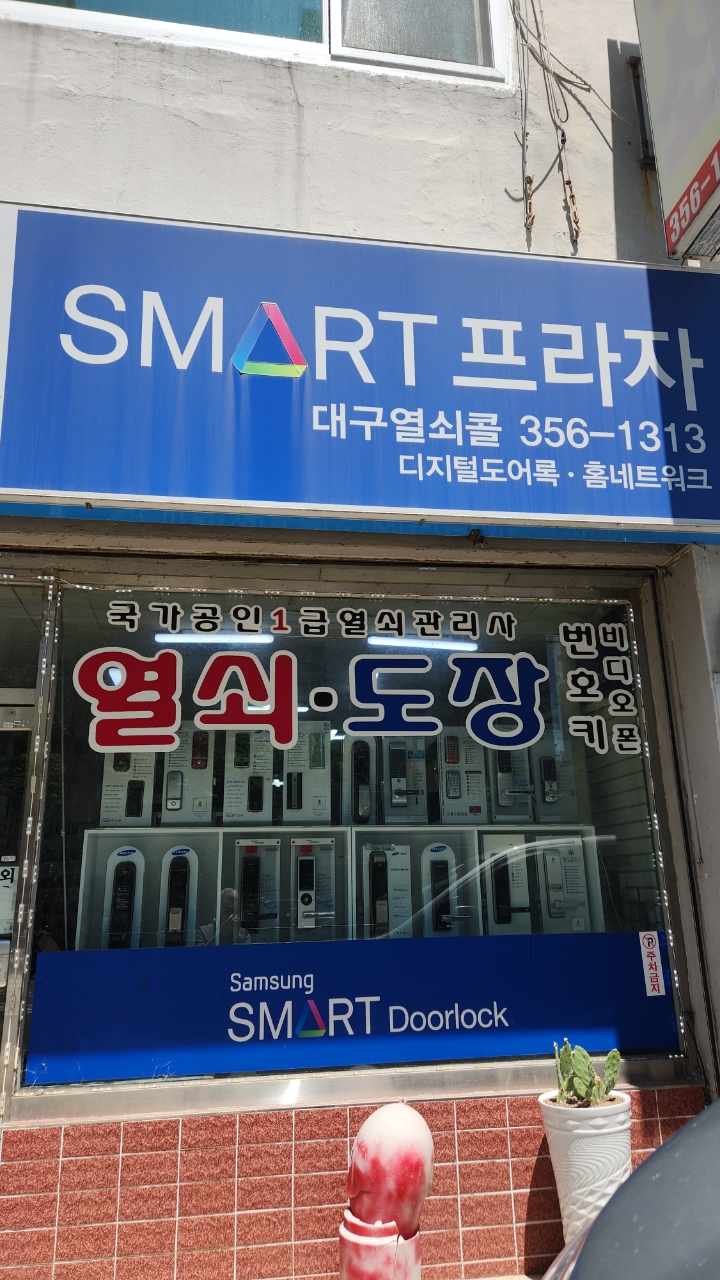 356-1
SMART 프라자
대구열쇠콜 356-1313
디지털도어록·홈네트워크
국가공인1급열쇠관리사
열쇠·도장
번호키
비디오폰
주차금지
Samsung
SMART Doorlock